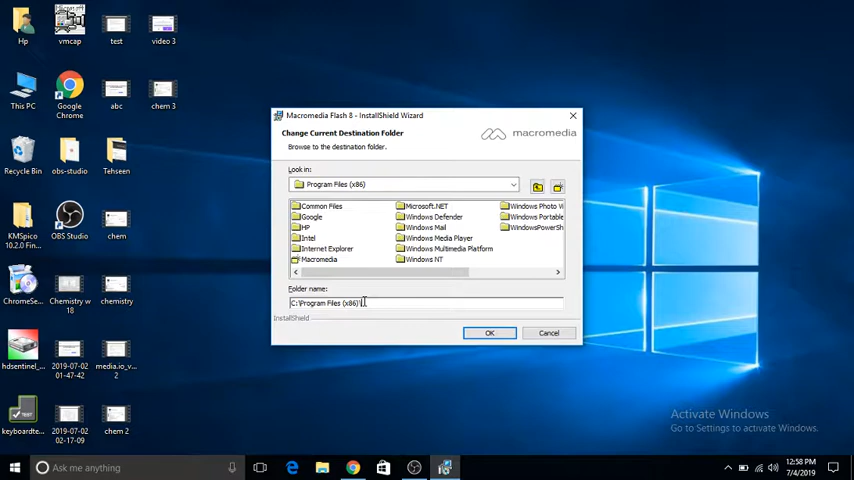 Hp
vmcap
test
video 3
This PC
Google
Chrome
abc
chem 3
Recycle Bin
obs-studio
Tehseen
KMSpico
10.2.0 Fin...
OBS Studio
chem
ChromeSe...
Chemistry w
18
chemistry
hdsentinel_...
2019-07-02
01-47-42
media.io_v...
2
TEST
keyboardte...
2019-07-02
02-17-09
chem 2
Macromedia Flash 8 - InstallShield Wizard
Change Current Destination Folder
Browse to the destination folder.
macromedia
Look in:
Program Files (x86)
Common Files
Google
HP
Intel
Internet Explorer
Macromedia
Microsoft.NET
Windows Defender
Windows Mail
Windows Media Player
Windows Multimedia Platform
Windows NT
Windows Photo W
Windows Portable
WindowsPowerSh
Folder name:
C:\Program Files (x86)\
InstallShield
OK
Cancel
Activate Windows
Go to Settings to activate Windows.
Ask me anything
12:58 PM
7/4/2019